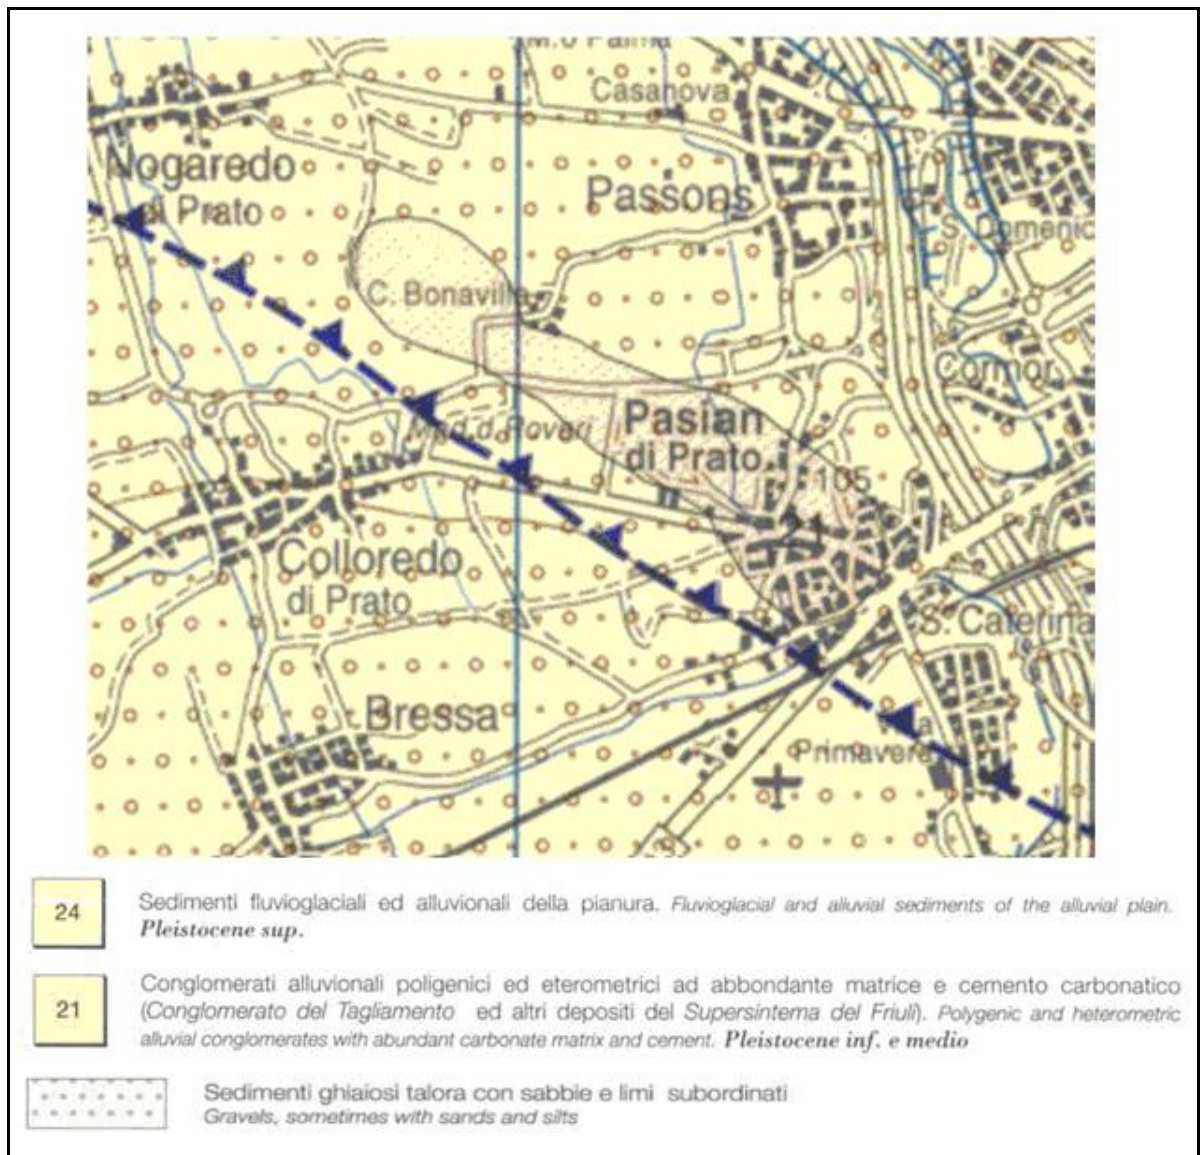 Casanova
Nogaredo
di Prato
Passons
S. Domenic
C. Bonavilla
Cormor
Pasian
di Prato
Mad. d. Roveri
105
21
Colloredo
di Prato
S. Caterina
Bressa
Primavera
24
Sedimenti fluvioglaciali ed alluvionali della pianura. Fluvioglacial and alluvial sediments of the alluvial plain.
Pleistocene sup.
21
Conglomerati alluvionali poligenici ed eterometrici ad abbondante matrice e cemento carbonatico
(Conglomerato del Tagliamento ed altri depositi del Supersintema del Friuli). Polygenic and heterometric
alluvial conglomerates with abundant carbonate matrix and cement. Pleistocene inf. e medio
Sedimenti ghiaiosi talora con sabbie e limi subordinati
Gravels, sometimes with sands and silts